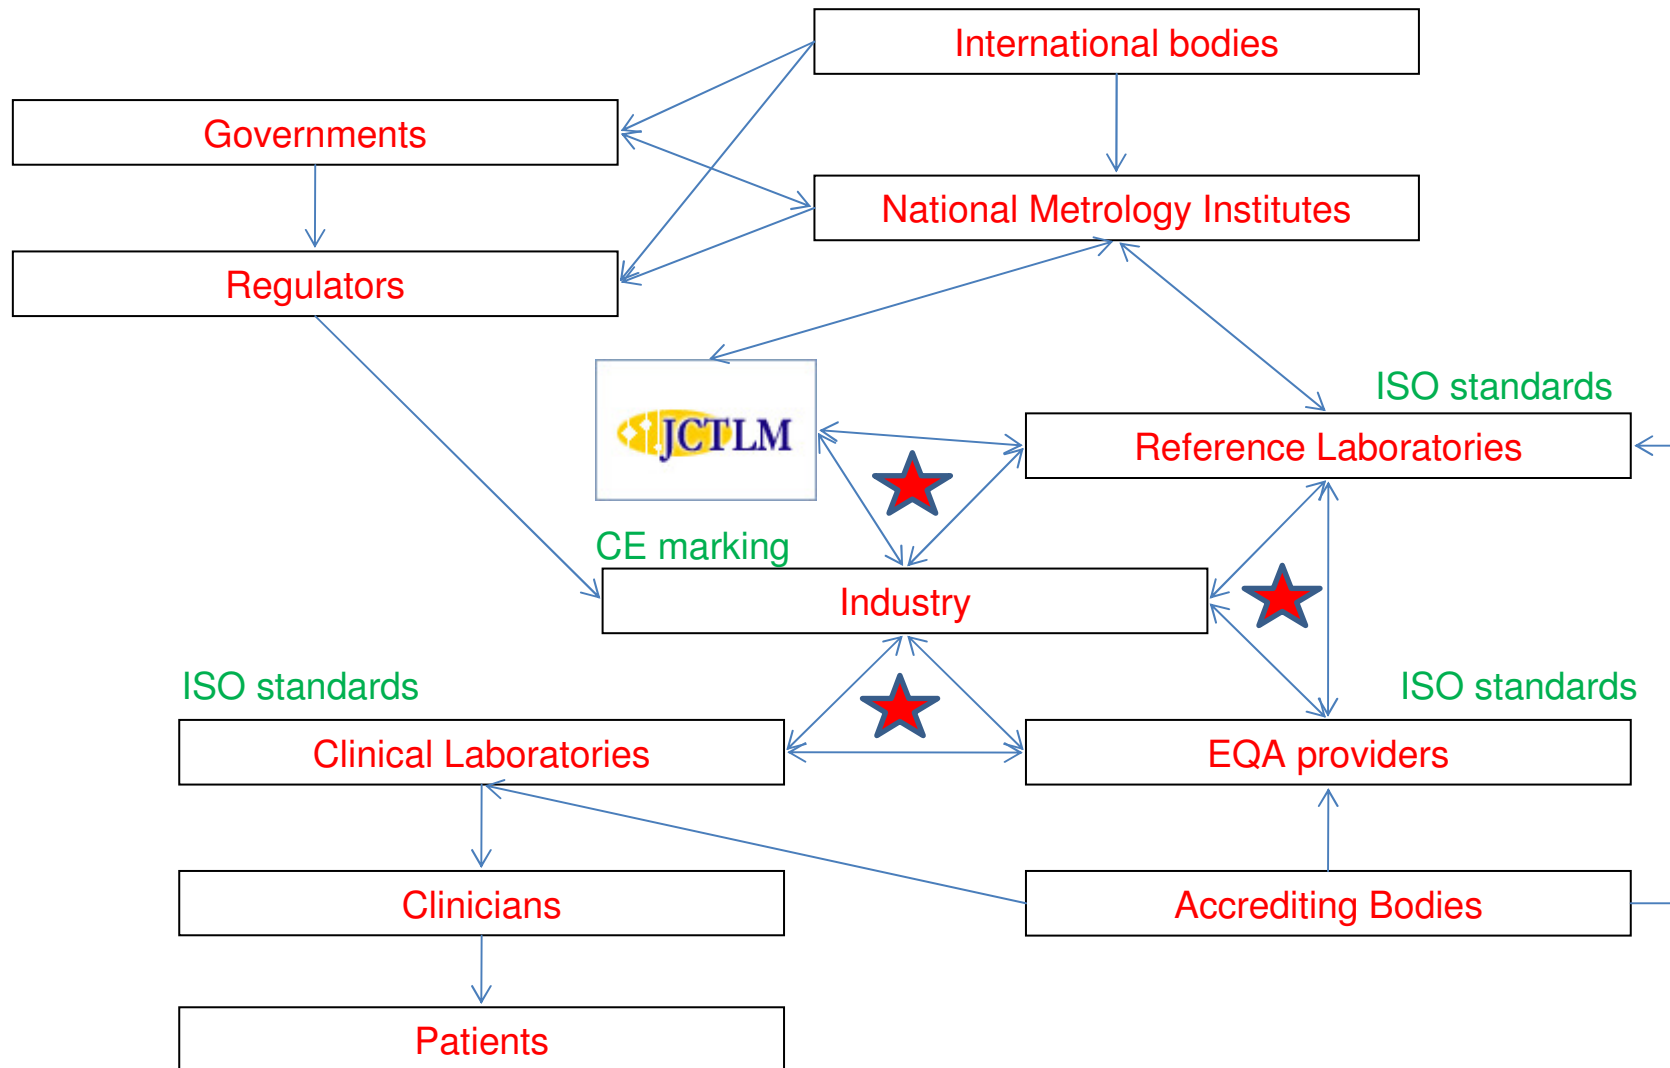 International bodies
Governments
National Metrology Institutes
Regulators
ISO standards
JCTLM
Reference Laboratories
CE marking
Industry
ISO standards
ISO standards
Clinical Laboratories
EQA providers
Clinicians
Accrediting Bodies
Patients